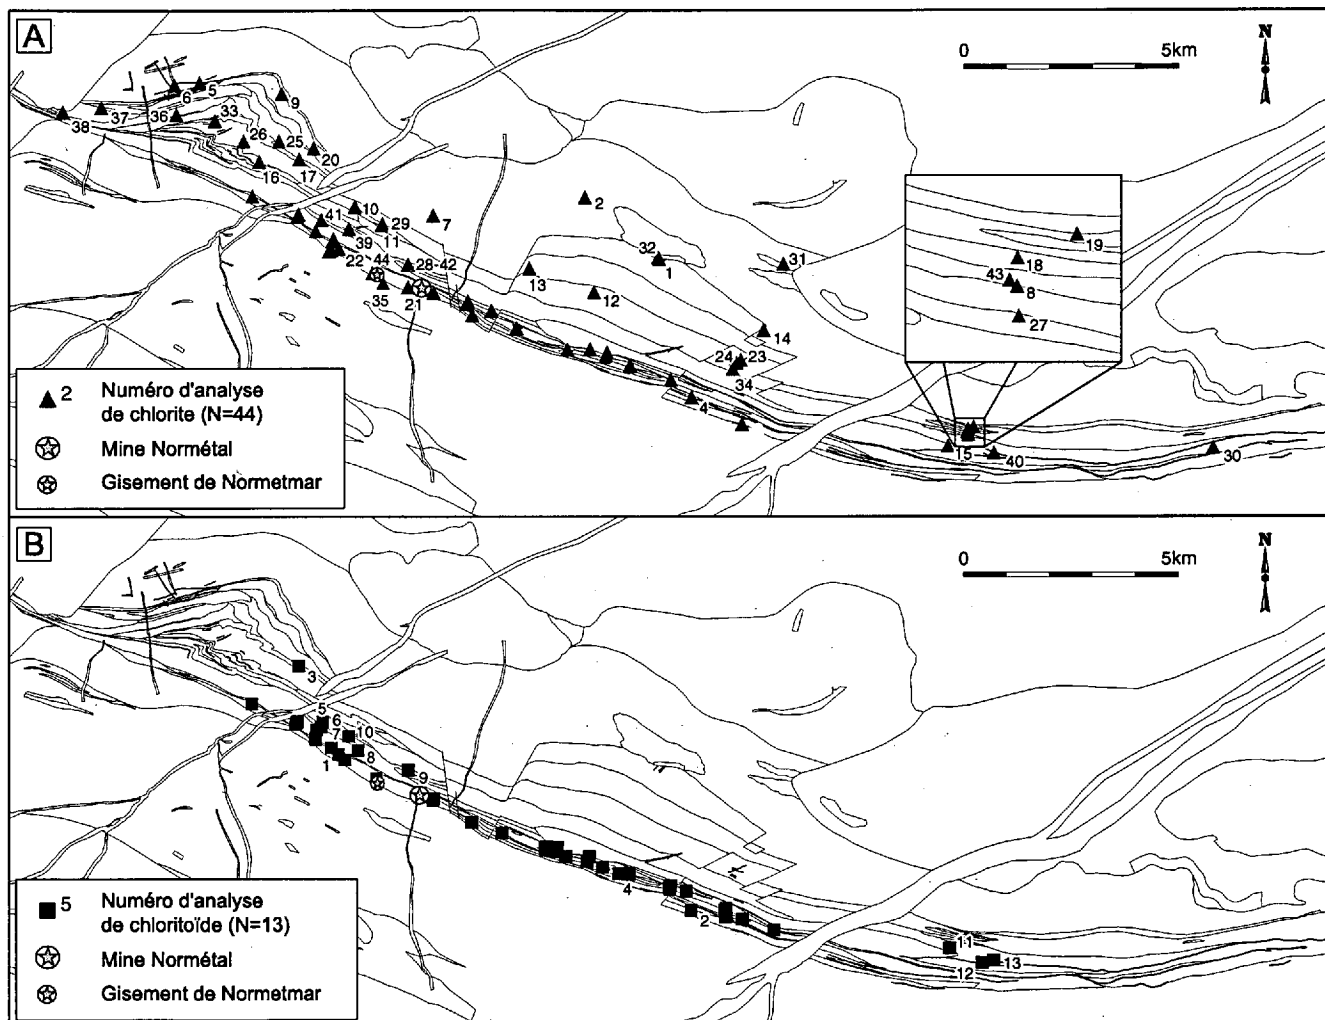 A
0 5km
N
6 5 9
38 37 36 33
26 25 20
16 17
2
10
41 29 7
39 11
32 1 31
22 44 28-42
13
12
35 21
14
24 23
34
4
19
18
43 8
27
15 40 30
2 Numéro d'analyse
de chlorite (N=44)
Mine Normétal
Gisement de Normetmar
B
0 5km
N
3
5
6
7 10
1 8
9
4
2
11
12 13
5 Numéro d'analyse
de chloritoïde (N=13)
Mine Normétal
Gisement de Normetmar